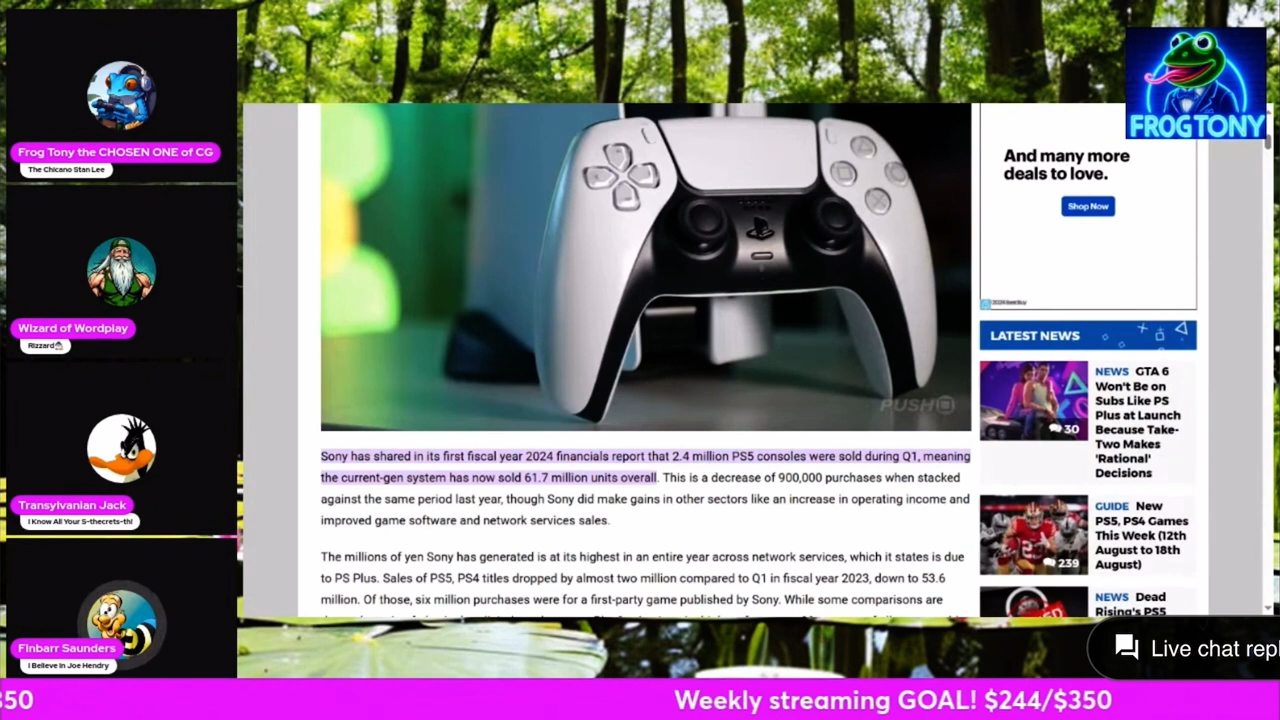 Frog Tony the CHOSEN ONE of CG
The Chicano Stan Lee
Wizard of Wordplay
Rizzard
Transylvanian Jack
I Know All Your S-thecrets-th!
Finbarr Saunders
I Believe In Joe Hendry
PUSH
Sony has shared in its first fiscal year 2024 financials report that 2.4 million PS5 consoles were sold during Q1, meaning
the current-gen system has now sold 61.7 million units overall. This is a decrease of 900,000 purchases when stacked
against the same period last year, though Sony did make gains in other sectors like an increase in operating income and
improved game software and network services sales.
The millions of yen Sony has generated is at its highest in an entire year across network services, which it states is due
to PS Plus. Sales of PS5, PS4 titles dropped by almost two million compared to Q1 in fiscal year 2023, down to 53.6
million. Of those, six million purchases were for a first-party game published by Sony. While some comparisons are
FROGTONY
And many more
deals to love.
Shop Now
2024 Best Buy
LATEST NEWS
NEWS GTA 6
Won't Be on
Subs Like PS
Plus at Launch
Because Take-
Two Makes
'Rational'
Decisions
30
GUIDE New
PS5, PS4 Games
This Week (12th
August to 18th
August)
239
NEWS Dead
Rising's PS5
Live chat repl
350
Weekly streaming GOAL! $244/$350